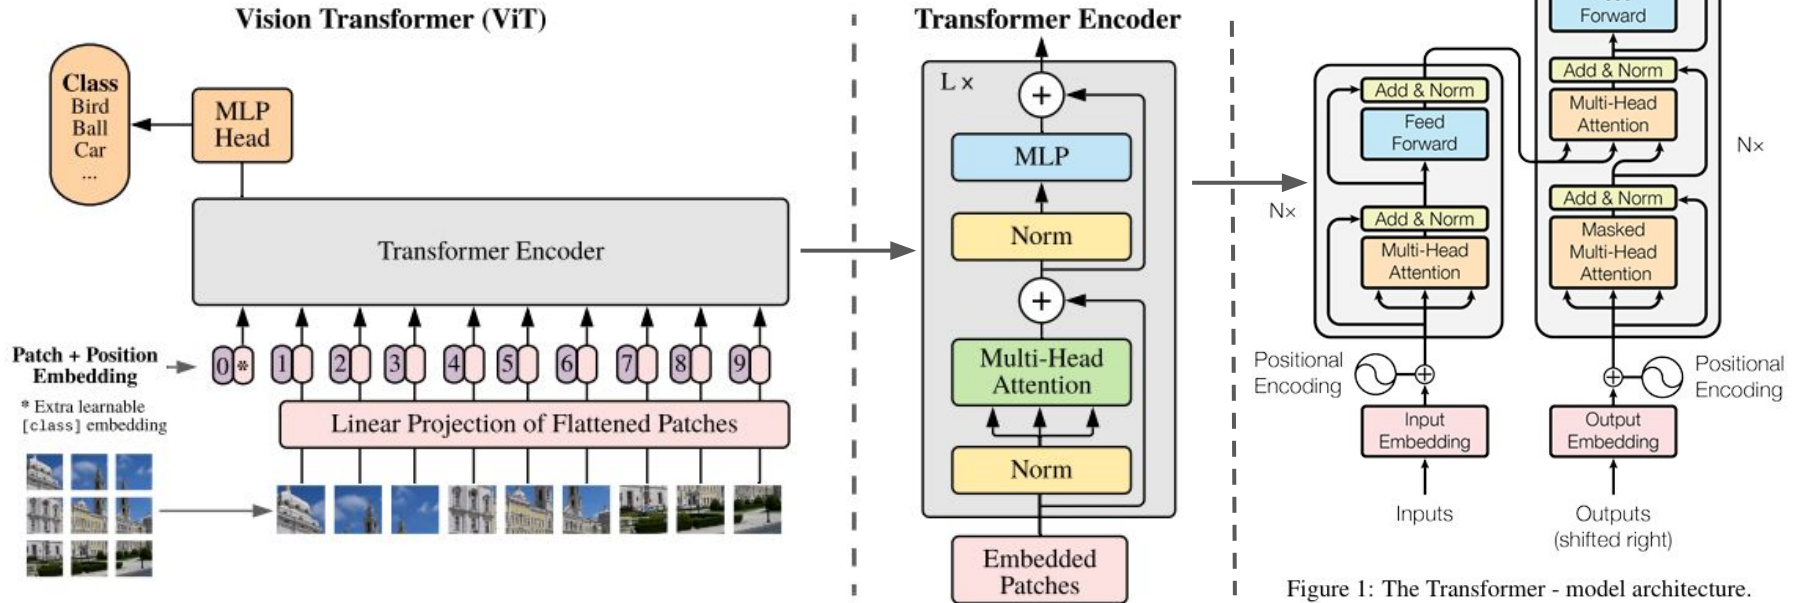 Vision Transformer (ViT)
Class
Bird
Ball
Car
...
MLP
Head
Transformer Encoder
Patch + Position
Embedding
* Extra learnable
[class] embedding
0 *
1
2
3
4
5
6
7
8
9
Linear Projection of Flattened Patches
Transformer Encoder
L ×
+
MLP
Norm
+
Multi-Head
Attention
Norm
Embedded
Patches
Add & Norm
Feed
Forward
N×
Add & Norm
Multi-Head
Attention
Positional
Encoding
Input
Embedding
Inputs
Forward
Add & Norm
Multi-Head
Attention
N×
Add & Norm
Masked
Multi-Head
Attention
Positional
Encoding
Output
Embedding
Outputs
(shifted right)
Figure 1: The Transformer - model architecture.